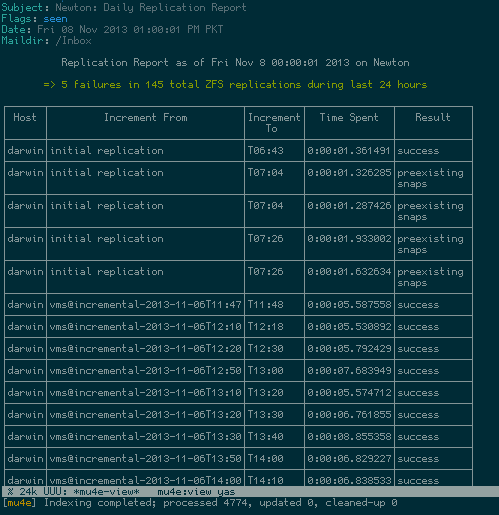 Subject: Newton: Daily Replication Report
Flags: seen
Date: Fri 08 Nov 2013 01:00:01 PM PKT
Maildir: /Inbox
Replication Report as of Fri Nov 8 00:00:01 2013 on Newton
=> 5 failures in 145 total ZFS replications during last 24 hours
Host Increment From Increment To Time Spent Result
darwin initial replication T06:43 0:00:01.361491 success
darwin initial replication T07:04 0:00:01.326285 preexisting snaps
darwin initial replication T07:04 0:00:01.287426 preexisting snaps
darwin initial replication T07:26 0:00:01.933002 preexisting snaps
darwin initial replication T07:26 0:00:01.632634 preexisting snaps
darwin vms@incremental-2013-11-06T11:47 T11:48 0:00:05.587558 success
darwin vms@incremental-2013-11-06T12:10 T12:18 0:00:05.530892 success
darwin vms@incremental-2013-11-06T12:20 T12:30 0:00:05.792429 success
darwin vms@incremental-2013-11-06T12:50 T13:00 0:00:07.683949 success
darwin vms@incremental-2013-11-06T13:10 T13:20 0:00:05.574712 success
darwin vms@incremental-2013-11-06T13:20 T13:30 0:00:06.761855 success
darwin vms@incremental-2013-11-06T13:30 T13:40 0:00:08.855358 success
darwin vms@incremental-2013-11-06T13:50 T14:00 0:00:06.829227 success
darwin vms@incremental-2013-11-06T14:00 T14:10 0:00:06.838533 success
% 24k UUU: *mu4e-view* mu4e:view yas
[mu4e] Indexing completed; processed 4774, updated 0, cleaned-up 0